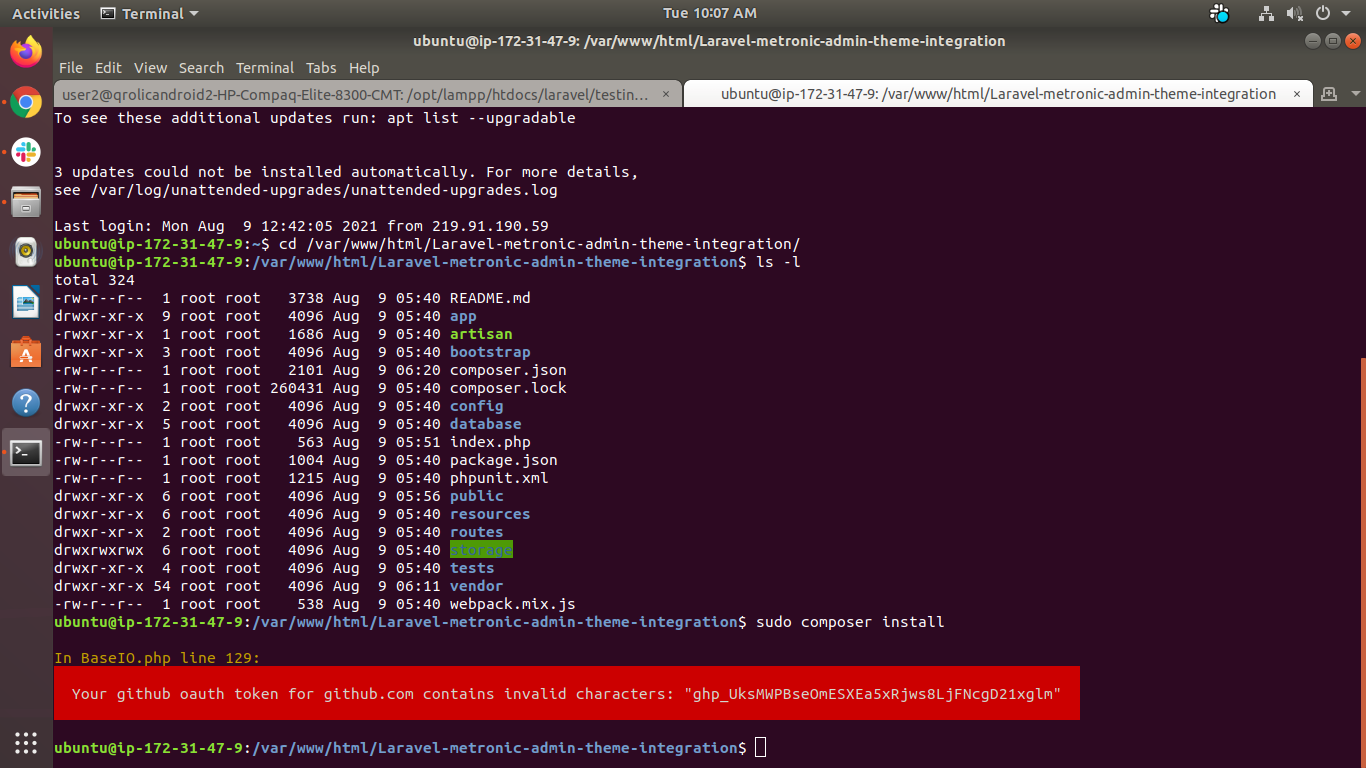 Activities Terminal Tue 10:07 AM
ubuntu@ip-172-31-47-9: /var/www/html/Laravel-metronic-admin-theme-integration
File Edit View Search Terminal Tabs Help
user2@qrolicandroid2-HP-Compaq-Elite-8300-CMT: /opt/lampp/htdocs/laravel/testin... × ubuntu@ip-172-31-47-9: /var/www/html/Laravel-metronic-admin-theme-integration ×
To see these additional updates run: apt list --upgradable
3 updates could not be installed automatically. For more details,
see /var/log/unattended-upgrades/unattended-upgrades.log
Last login: Mon Aug  9 12:42:05 2021 from 219.91.190.59
ubuntu@ip-172-31-47-9:~$ cd /var/www/html/Laravel-metronic-admin-theme-integration/
ubuntu@ip-172-31-47-9:/var/www/html/Laravel-metronic-admin-theme-integration$ ls -l
total 324
-rw-r--r--  1 root root   3738 Aug  9 05:40 README.md
drwxr-xr-x  9 root root   4096 Aug  9 05:40 app
-rwxr-xr-x  1 root root   1686 Aug  9 05:40 artisan
drwxr-xr-x  3 root root   4096 Aug  9 05:40 bootstrap
-rw-r--r--  1 root root   2101 Aug  9 06:20 composer.json
-rw-r--r--  1 root root 260431 Aug  9 05:40 composer.lock
drwxr-xr-x  2 root root   4096 Aug  9 05:40 config
drwxr-xr-x  5 root root   4096 Aug  9 05:40 database
-rw-r--r--  1 root root    563 Aug  9 05:51 index.php
-rw-r--r--  1 root root   1004 Aug  9 05:40 package.json
-rw-r--r--  1 root root   1215 Aug  9 05:40 phpunit.xml
drwxr-xr-x  6 root root   4096 Aug  9 05:56 public
drwxr-xr-x  6 root root   4096 Aug  9 05:40 resources
drwxr-xr-x  2 root root   4096 Aug  9 05:40 routes
drwxrwxrwx  6 root root   4096 Aug  9 05:40 storage
drwxr-xr-x  4 root root   4096 Aug  9 05:40 tests
drwxr-xr-x 54 root root   4096 Aug  9 06:11 vendor
-rw-r--r--  1 root root    538 Aug  9 05:40 webpack.mix.js
ubuntu@ip-172-31-47-9:/var/www/html/Laravel-metronic-admin-theme-integration$ sudo composer install
In BaseIO.php line 129:
Your github oauth token for github.com contains invalid characters: "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"
ubuntu@ip-172-31-47-9:/var/www/html/Laravel-metronic-admin-theme-integration$